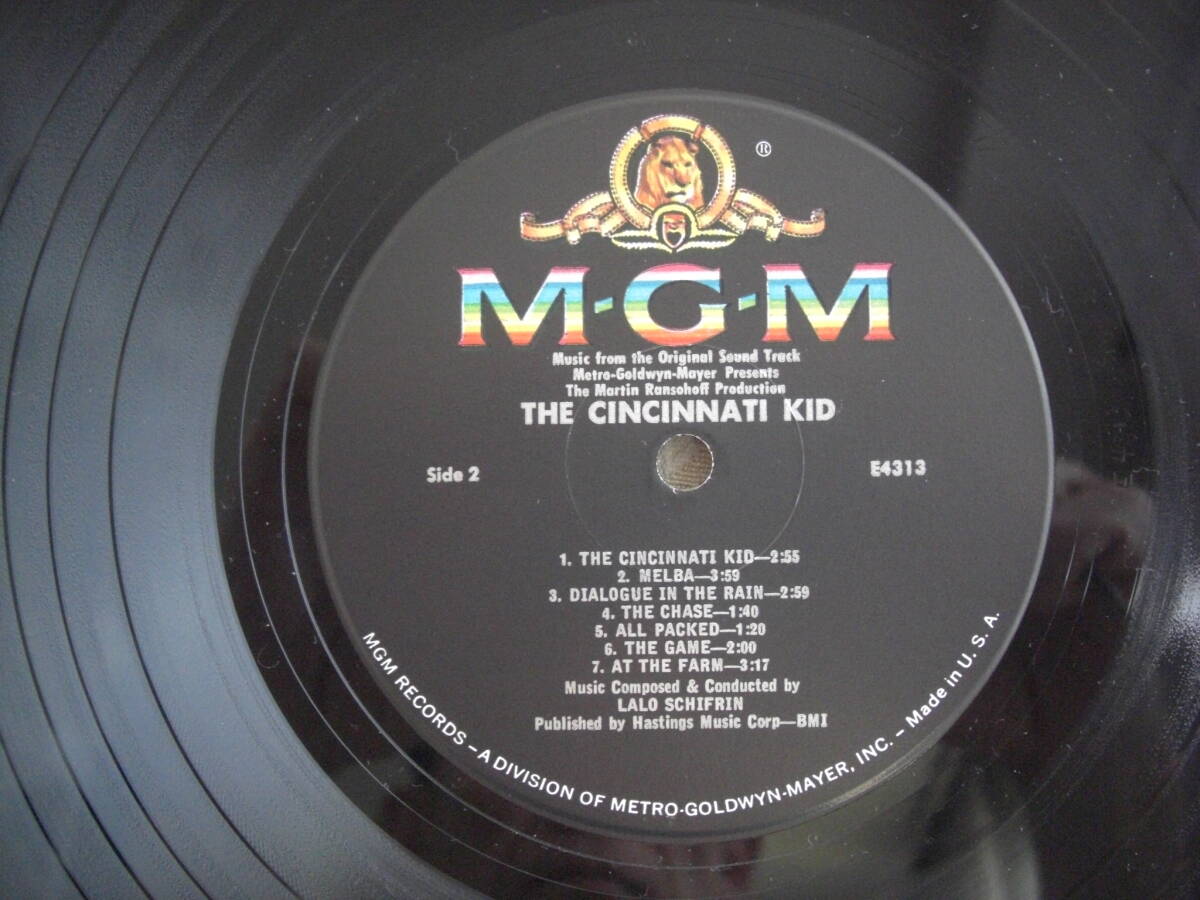 ®
M·G·M
Music from the Original Sound Track
Metro-Goldwyn-Mayer Presents
The Martin Ransohoff Production
THE CINCINNATI KID
Side 2
E4313
1. THE CINCINNATI KID—2:55
2. MELBA—3:59
3. DIALOGUE IN THE RAIN—2:59
4. THE CHASE—1:40
5. ALL PACKED—1:20
6. THE GAME—2:00
7. AT THE FARM—3:17
Music Composed & Conducted by
LALO SCHIFRIN
Published by Hastings Music Corp—BMI
MGM RECORDS – A DIVISION OF METRO-GOLDWYN-MAYER, INC. – Made in U. S. A.